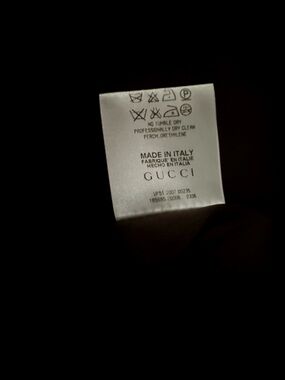 NO TUMBLE DRY
PROFESSIONALLY DRY CLEAN
PERCHLORETHYLENE
MADE IN ITALY
FABRIQUE EN ITALIE
HECHO EN ITALIA
GUCCI